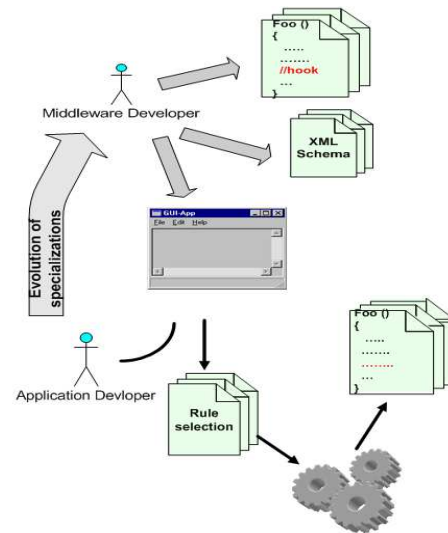 Foo ()
{
.....
.......
//hook
...
}
Middleware Developer
XML
Schema
GUI-App
File Edit Help
Evolution of
specializations
Foo ()
{
.....
.......
........
...
}
Application Devloper
Rule
selection